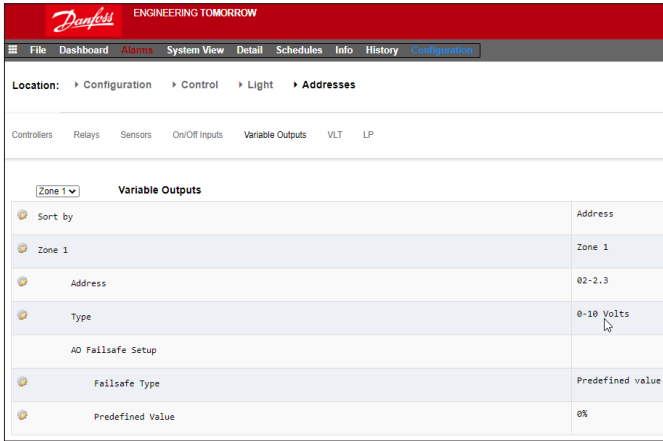 Danfoss ENGINEERING TOMORROW
File Dashboard Alarms System View Detail Schedules Info History Configuration
Location: Configuration Control Light Addresses
Controllers Relays Sensors On/Off Inputs Variable Outputs VLT LP
Zone 1 Variable Outputs
Sort by Address
Zone 1 Zone 1
Address 02-2.3
Type 0-10 Volts
AO Failsafe Setup
Failsafe Type Predefined value
Predefined Value 0%